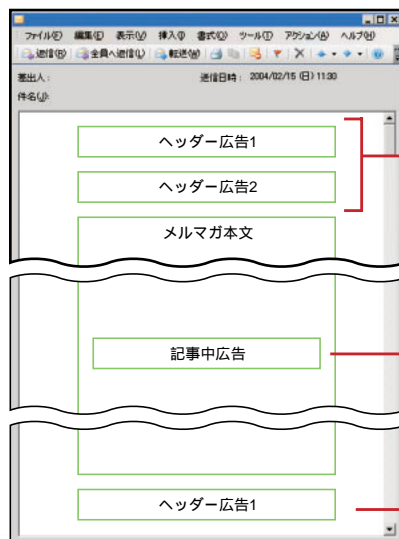 ファイル(F) 編集(E) 表示(V) 挿入(I) 書式(O) ツール(T) アクション(A) ヘルプ(H)
返信(R) 全員へ返信(L) 転送(W)
差出人: 送信日時: 2004/02/15 (日) 11:30
件名(J):
ヘッダー広告1
ヘッダー広告2
メルマガ本文
記事中広告
ヘッダー広告1